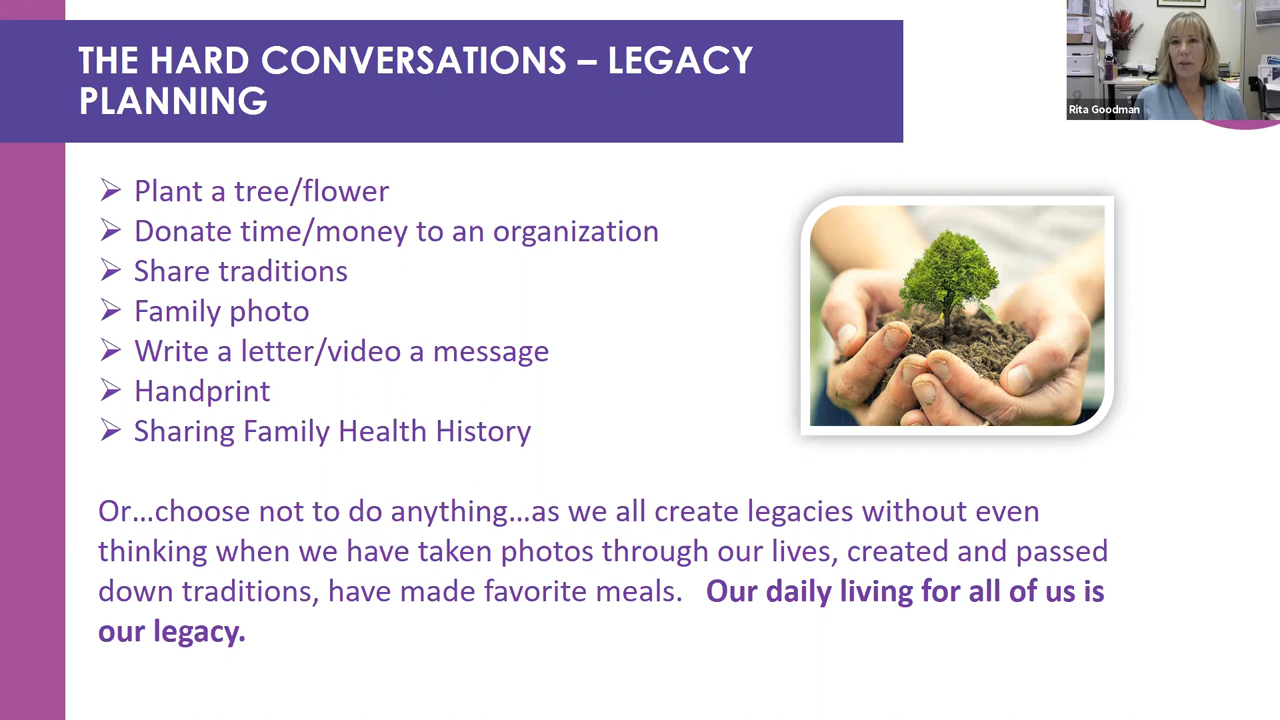 THE HARD CONVERSATIONS – LEGACY
PLANNING
Rita Goodman
Plant a tree/flower
Donate time/money to an organization
Share traditions
Family photo
Write a letter/video a message
Handprint
Sharing Family Health History
Or…choose not to do anything…as we all create legacies without even
thinking when we have taken photos through our lives, created and passed
down traditions, have made favorite meals. Our daily living for all of us is
our legacy.